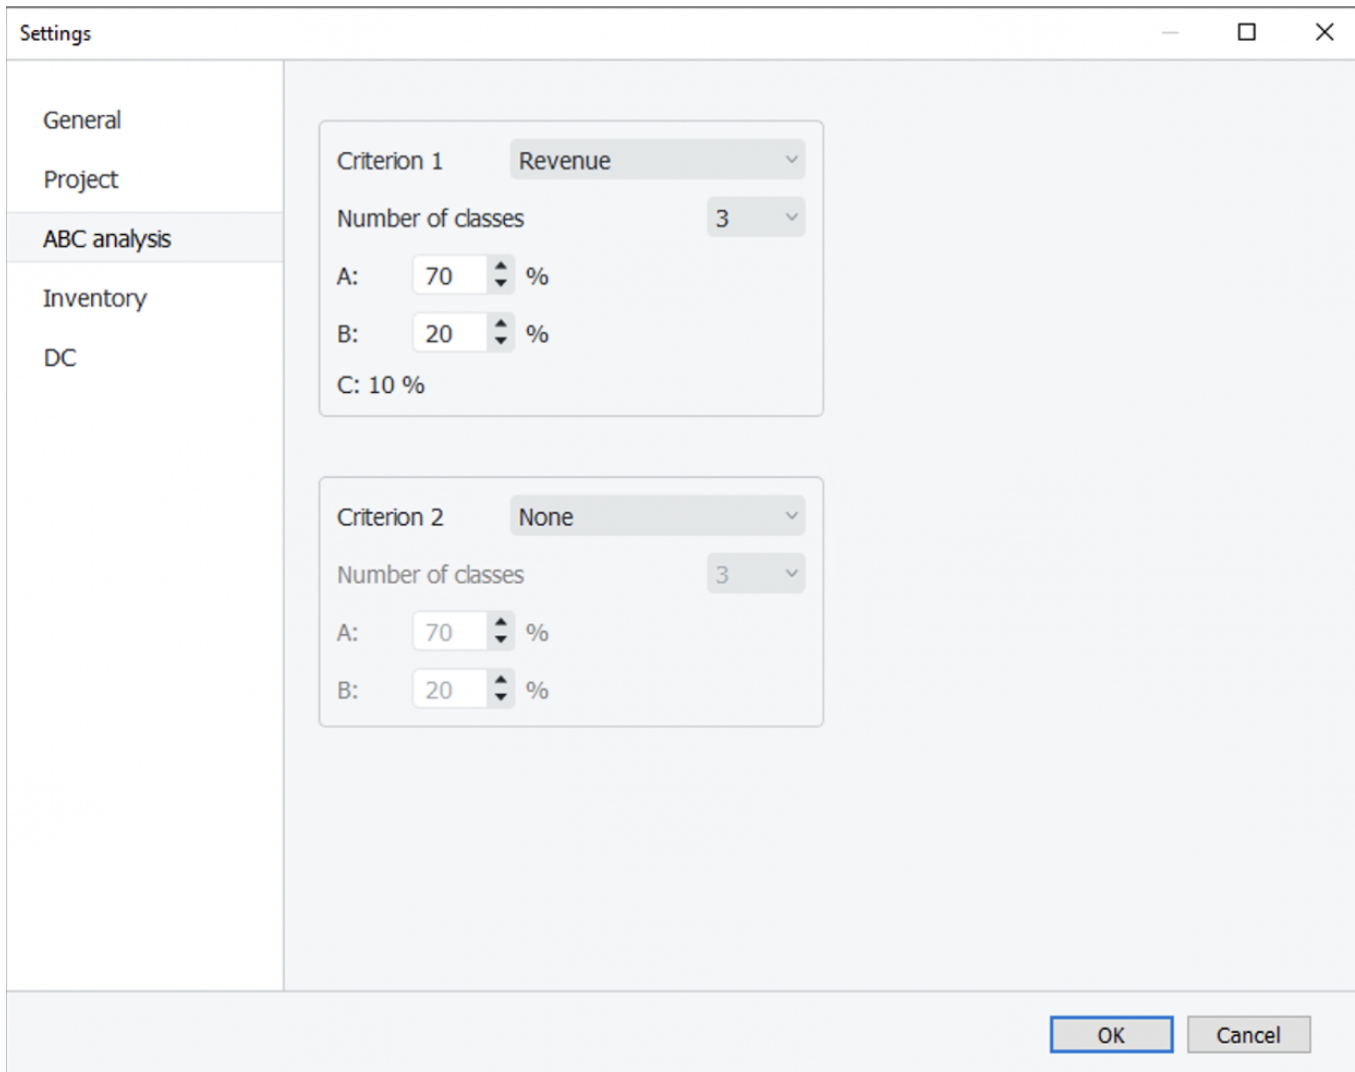 Settings
General
Project
ABC analysis
Inventory
DC
Criterion 1 Revenue
Number of classes 3
A: 70 %
B: 20 %
C: 10 %
Criterion 2 None
Number of classes 3
A: 70 %
B: 20 %
OK Cancel